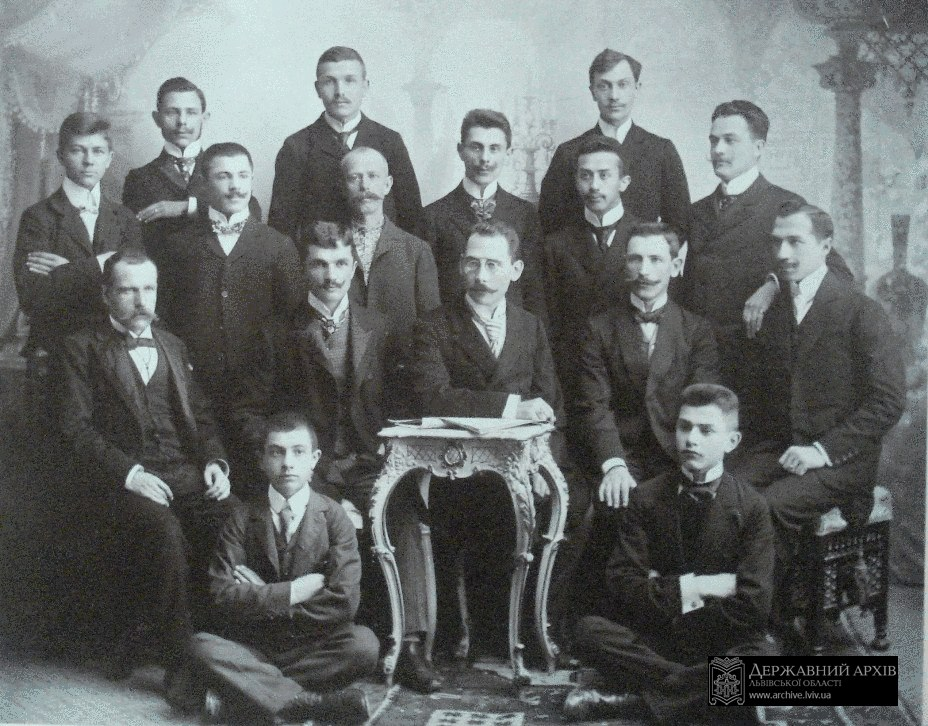 Державний архів
Львівської області
www.archive.lviv.ua